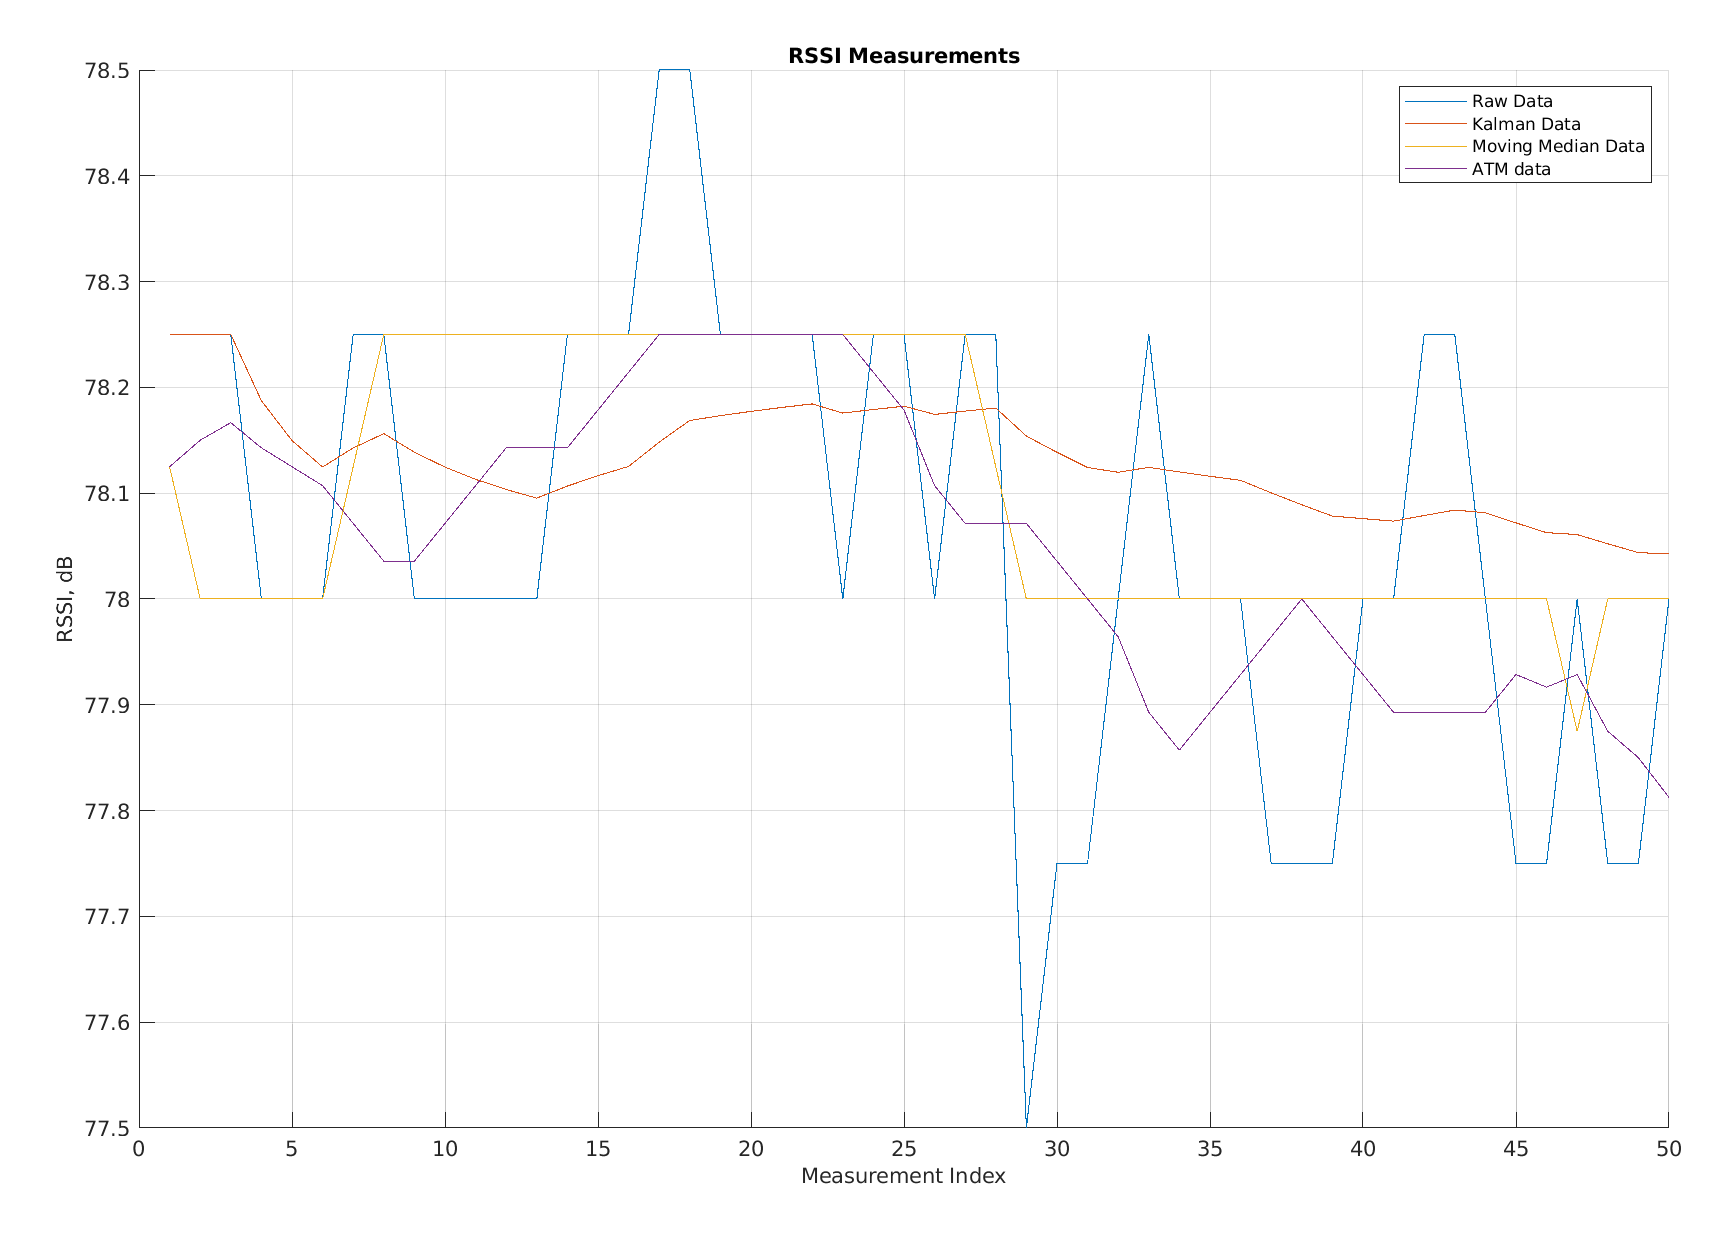 RSSI Measurements
78.5
78.4
78.3
78.2
78.1
78
77.9
77.8
77.7
77.6
77.5
RSSI, dB
Raw Data
Kalman Data
Moving Median Data
ATM data
0 5 10 15 20 25 30 35 40 45 50
Measurement Index